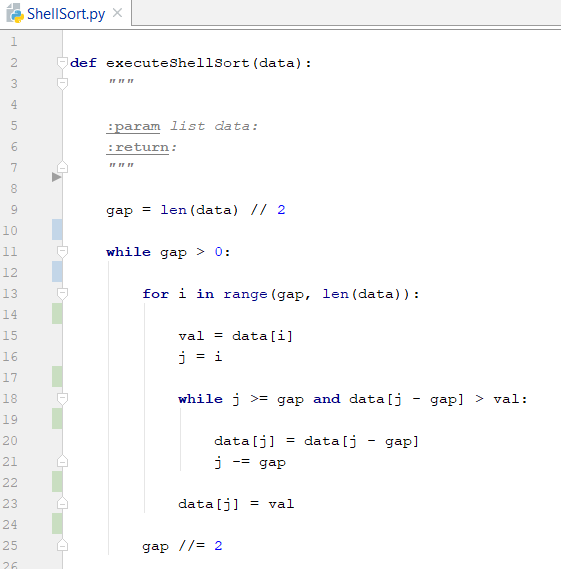 ShellSort.py
1
2 def executeShellSort(data):
3 """
4
5 :param list data:
6 :return:
7 """
8
9 gap = len(data) // 2
10
11 while gap > 0:
12
13 for i in range(gap, len(data)):
14
15 val = data[i]
16 j = i
17
18 while j >= gap and data[j - gap] > val:
19
20 data[j] = data[j - gap]
21 j -= gap
22
23 data[j] = val
24
25 gap //= 2
26